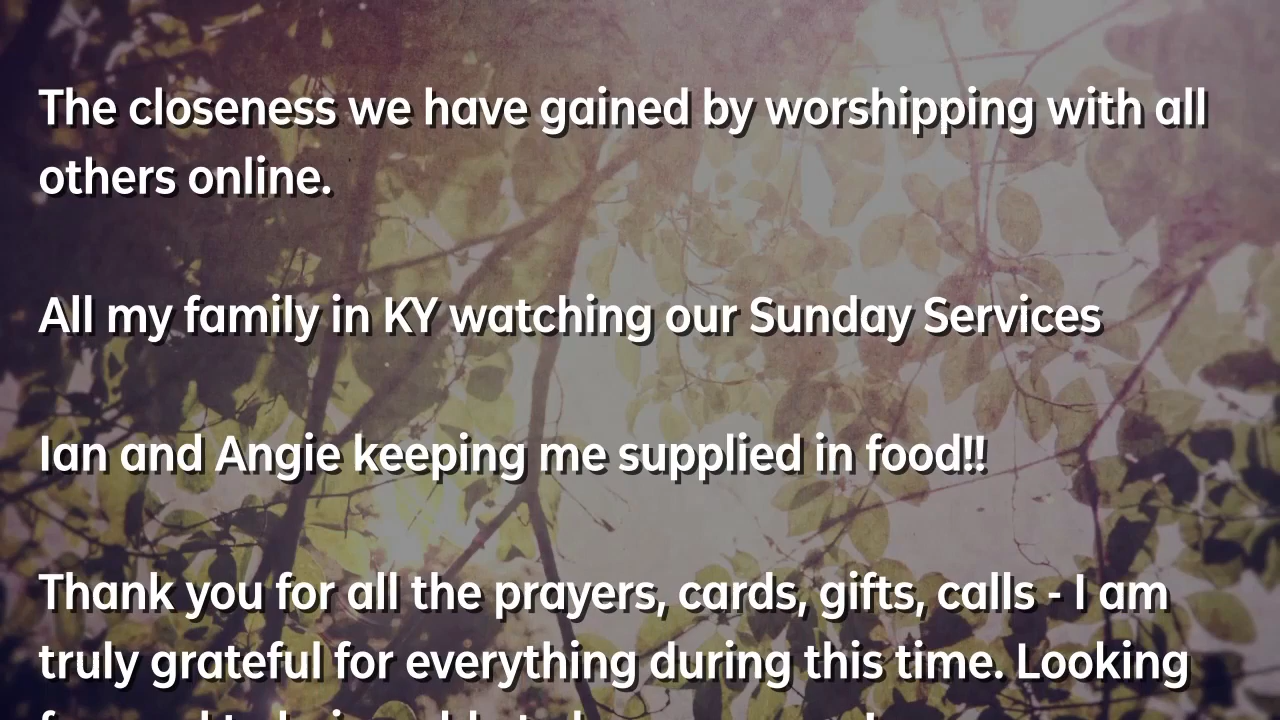 The closeness we have gained by worshipping with all
others online.
All my family in KY watching our Sunday Services
Ian and Angie keeping me supplied in food!!
Thank you for all the prayers, cards, gifts, calls - I am
truly grateful for everything during this time. Looking